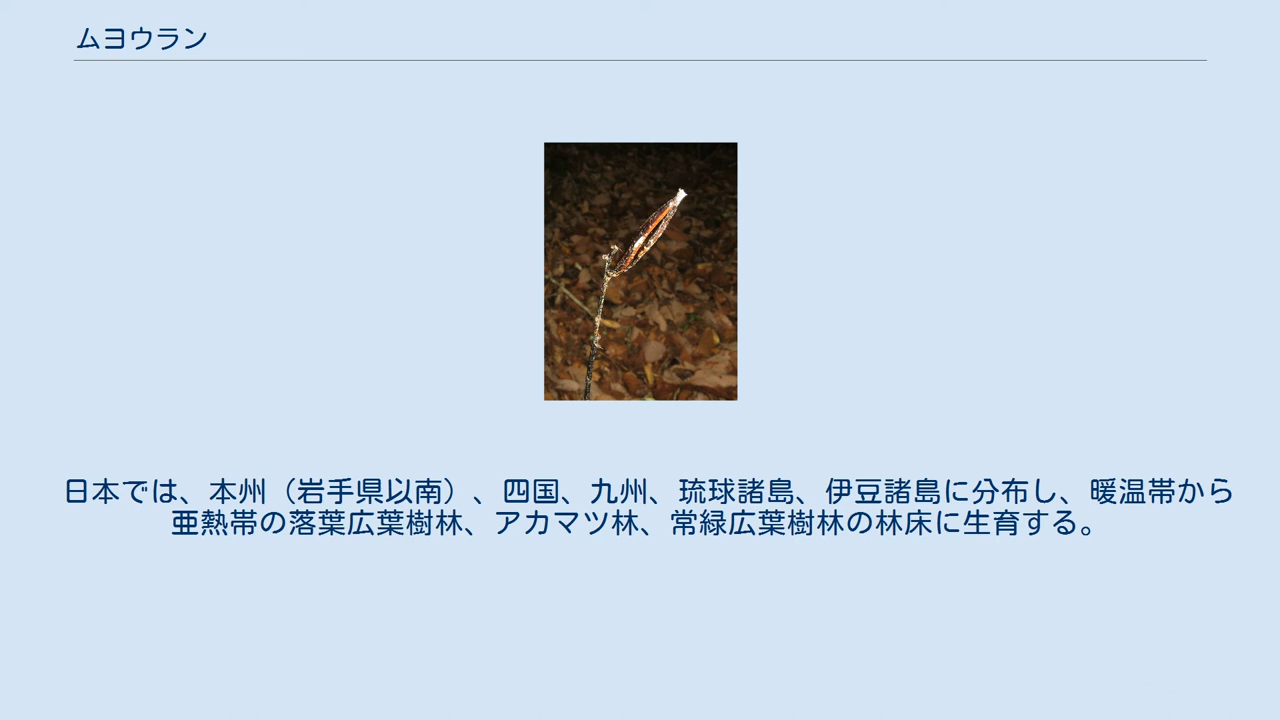 ムヨウラン
日本では、本州（岩手県以南）、四国、九州、琉球諸島、伊豆諸島に分布し、暖温帯から
亜熱帯の落葉広葉樹林、アカマツ林、常緑広葉樹林の林床に生育する。